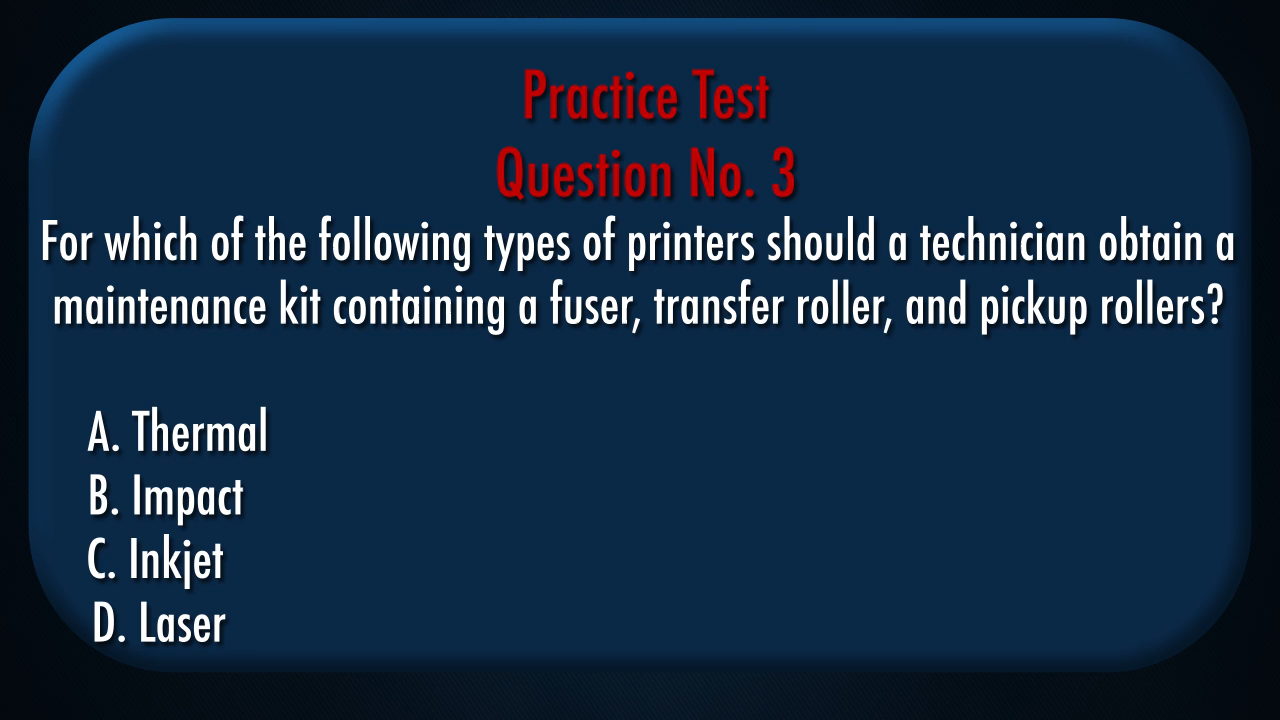 Practice Test
Question No. 3
For which of the following types of printers should a technician obtain a
maintenance kit containing a fuser, transfer roller, and pickup rollers?
A. Thermal
B. Impact
C. Inkjet
D. Laser